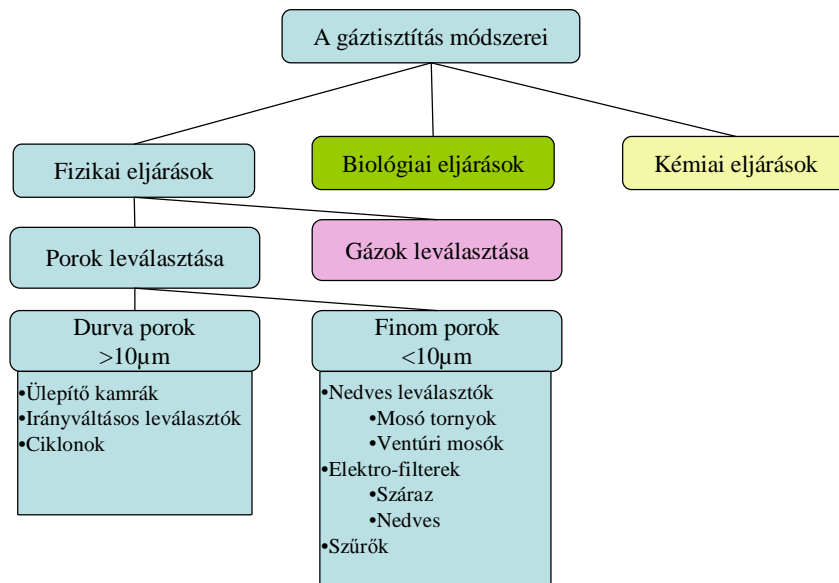 A gáztisztítás módszerei
Fizikai eljárások
Biológiai eljárások
Kémiai eljárások
Porok leválasztása
Gázok leválasztása
Durva porok
>10µm
•Ülepítő kamrák
•Irányváltásos leválasztók
•Ciklonok
Finom porok
<10µm
•Nedves leválasztók
•Mosó tornyok
•Ventúri mosók
•Elektro-filterek
•Száraz
•Nedves
•Szűrők